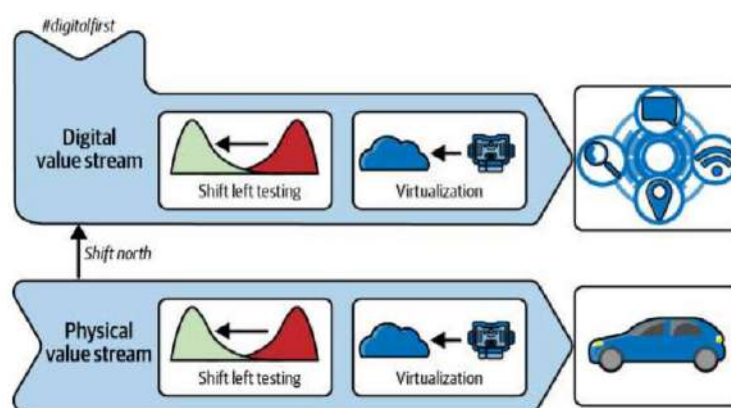 #digitalfirst
Digital
value stream
Shift left testing
Virtualization
Shift north
Physical
value stream
Shift left testing
Virtualization